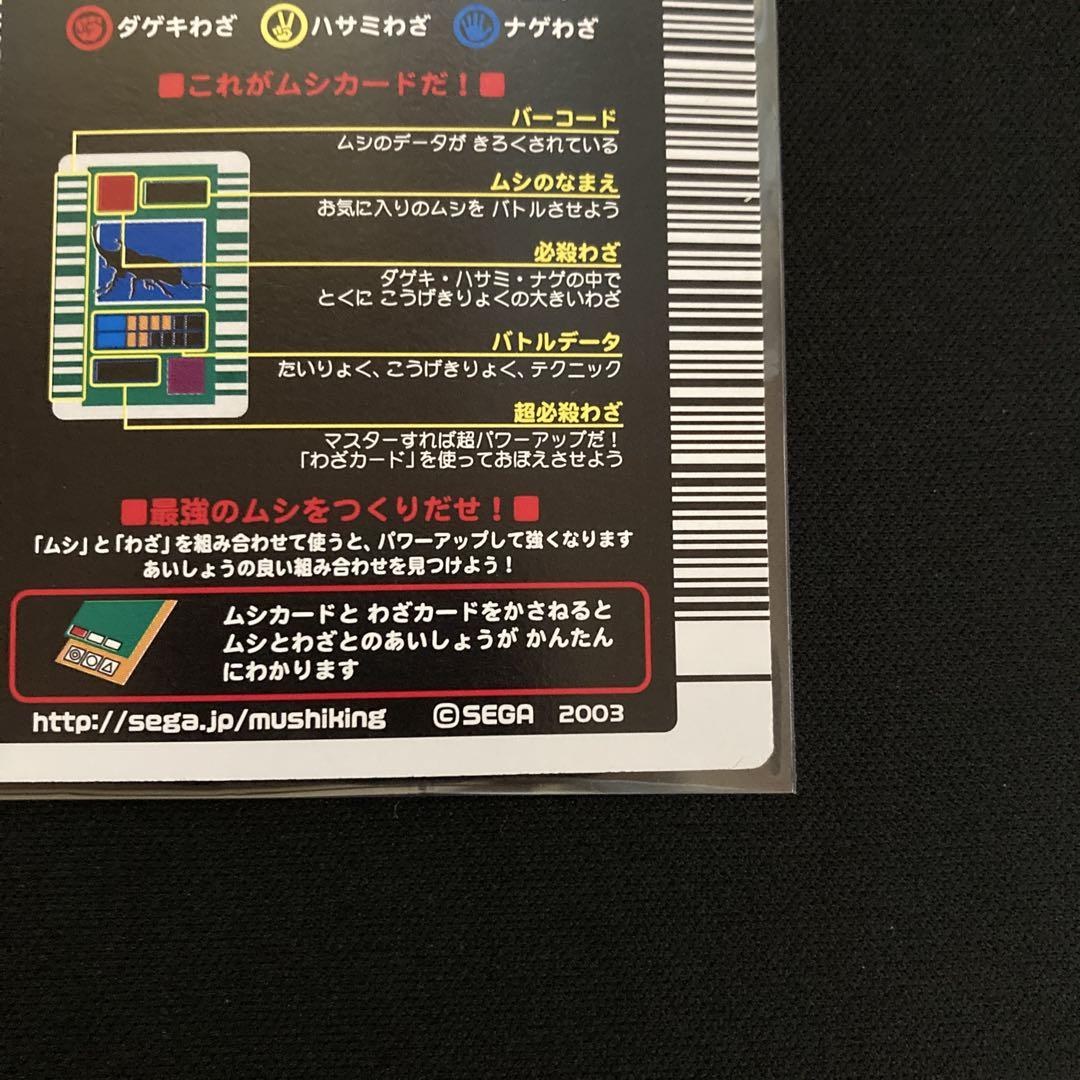 ダゲキわざ ハサミわざ ナゲわざ
■これがムシカードだ！■
バーコード
ムシのデータが きろくされている
ムシのなまえ
お気に入りのムシを バトルさせよう
必殺わざ
ダゲキ・ハサミ・ナゲの中で
とくに こうげきりょくの大きいわざ
バトルデータ
たいりょく、こうげきりょく、テクニック
超必殺わざ
マスターすれば超パワーアップだ！
「わざカード」を使っておぼえさせよう
■最強のムシをつくりだせ！■
「ムシ」と「わざ」を組み合わせて使うと、パワーアップして強くなります
あいしょうの良い組み合わせを見つけよう！
ムシカードと わざカードをかさねると
ムシとわざとのあいしょうが かんたん
にわかります
http://sega.jp/mushiking ©SEGA 2003